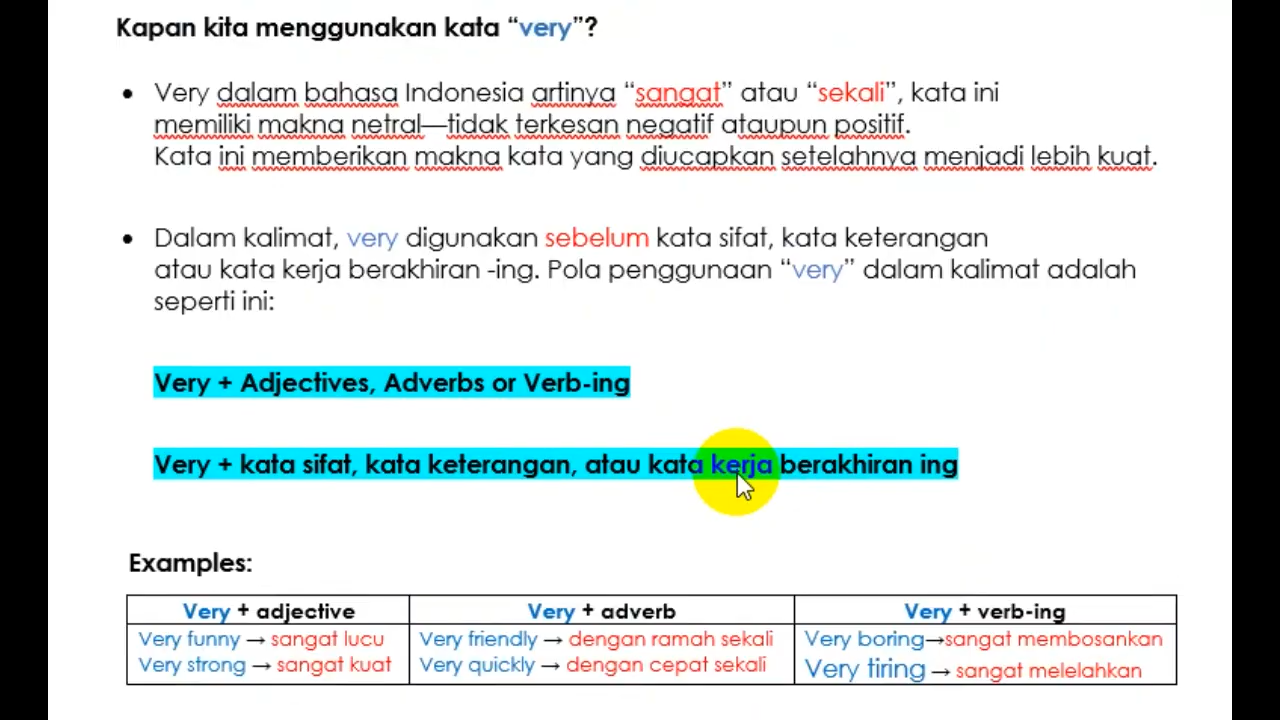 Kapan kita menggunakan kata “very”?
• Very dalam bahasa Indonesia artinya “sangat” atau “sekali”, kata ini
memiliki makna netral—tidak terkesan negatif ataupun positif.
Kata ini memberikan makna kata yang diucapkan setelahnya menjadi lebih kuat.
• Dalam kalimat, very digunakan sebelum kata sifat, kata keterangan
atau kata kerja berakhiran -ing. Pola penggunaan “very” dalam kalimat adalah
seperti ini:
Very + Adjectives, Adverbs or Verb-ing
Very + kata sifat, kata keterangan, atau kata kerja berakhiran ing
Examples:
Very + adjective Very + adverb Very + verb-ing
Very funny → sangat lucu Very friendly → dengan ramah sekali Very boring→sangat membosankan
Very strong → sangat kuat Very quickly → dengan cepat sekali Very tiring → sangat melelahkan